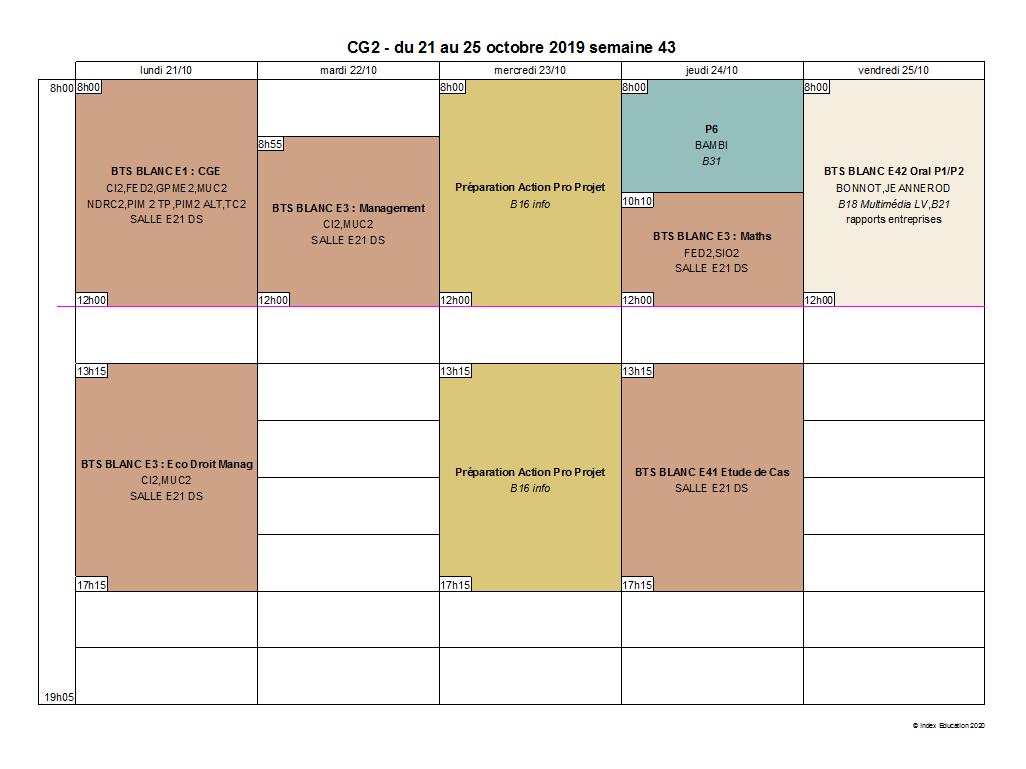 CG2 - du 21 au 25 octobre 2019 semaine 43
lundi 21/10
mardi 22/10
mercredi 23/10
jeudi 24/10
vendredi 25/10
8h00
8h00
BTS BLANC E1 : CGE
CI2,FED2,GPME2,MUC2
NDRC2,PIM 2 TP,PIM2 ALT,TC2
SALLE E21 DS
12h00
8h55
BTS BLANC E3 : Management
CI2,MUC2
SALLE E21 DS
12h00
8h00
Préparation Action Pro Projet
B16 info
12h00
8h00
P6
BAMBI
B31
10h10
BTS BLANC E3 : Maths
FED2,SIO2
SALLE E21 DS
12h00
8h00
BTS BLANC E42 Oral P1/P2
BONNOT,JEANNEROD
B18 Multimédia LV,B21
rapports entreprises
12h00
13h15
BTS BLANC E3 : Eco Droit Manag
CI2,MUC2
SALLE E21 DS
17h15
13h15
Préparation Action Pro Projet
B16 info
17h15
13h15
BTS BLANC E41 Etude de Cas
SALLE E21 DS
17h15
19h05
© Index Education 2020